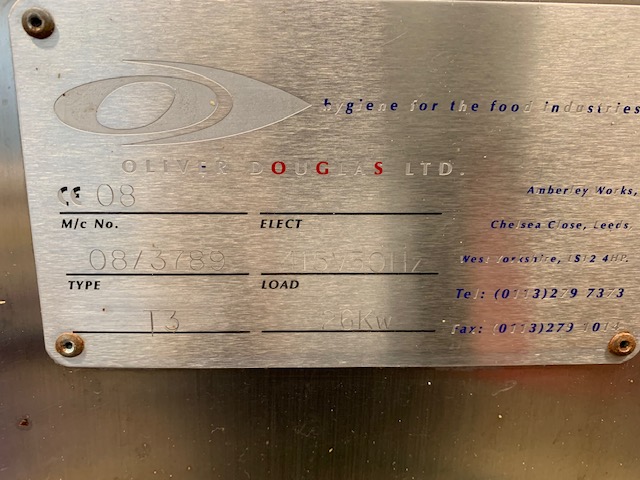 hygiene for the food industries
OLIVER DOUGLAS LTD.
CE 08
Amberley Works,
M/c No. ELECT
Chelsea Close, Leeds
08/3789
West Yorkshire, LS12 4HP.
TYPE LOAD
Tel: (0113)279 7373
13
Fax: (0113)279